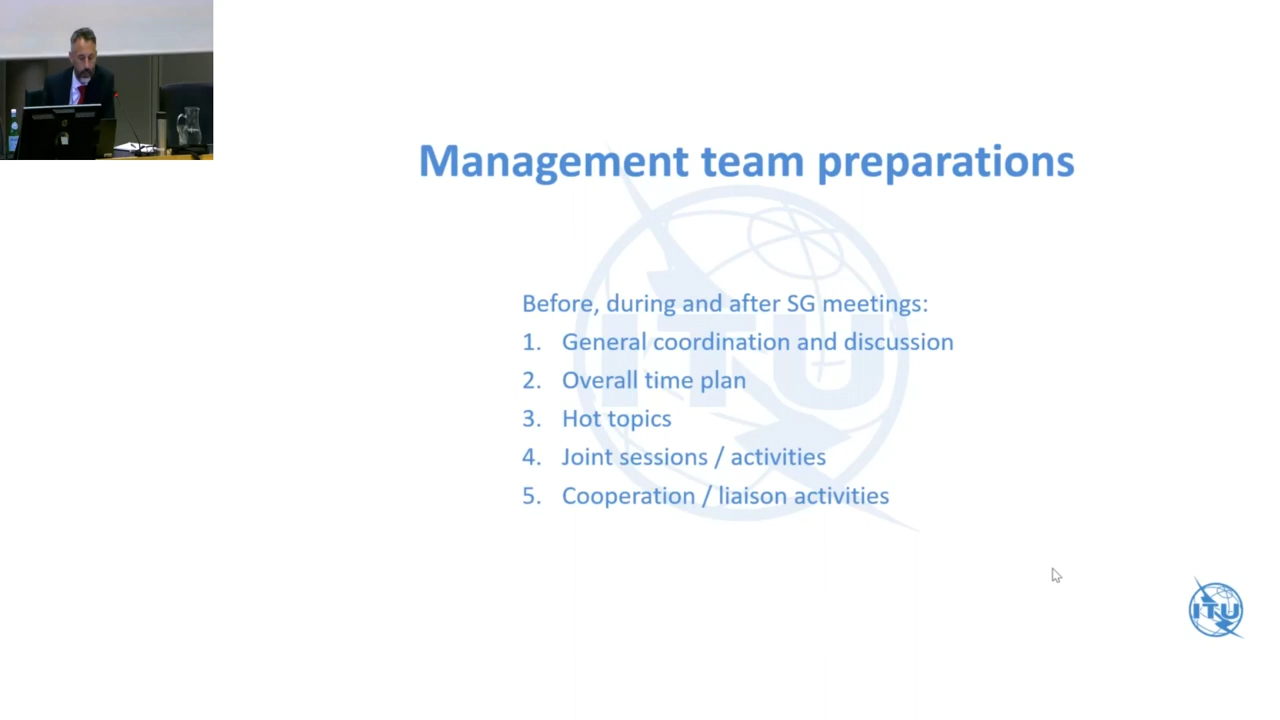 Management team preparations
Before, during and after SG meetings:
1. General coordination and discussion
2. Overall time plan
3. Hot topics
4. Joint sessions / activities
5. Cooperation / liaison activities
ITU
ITU